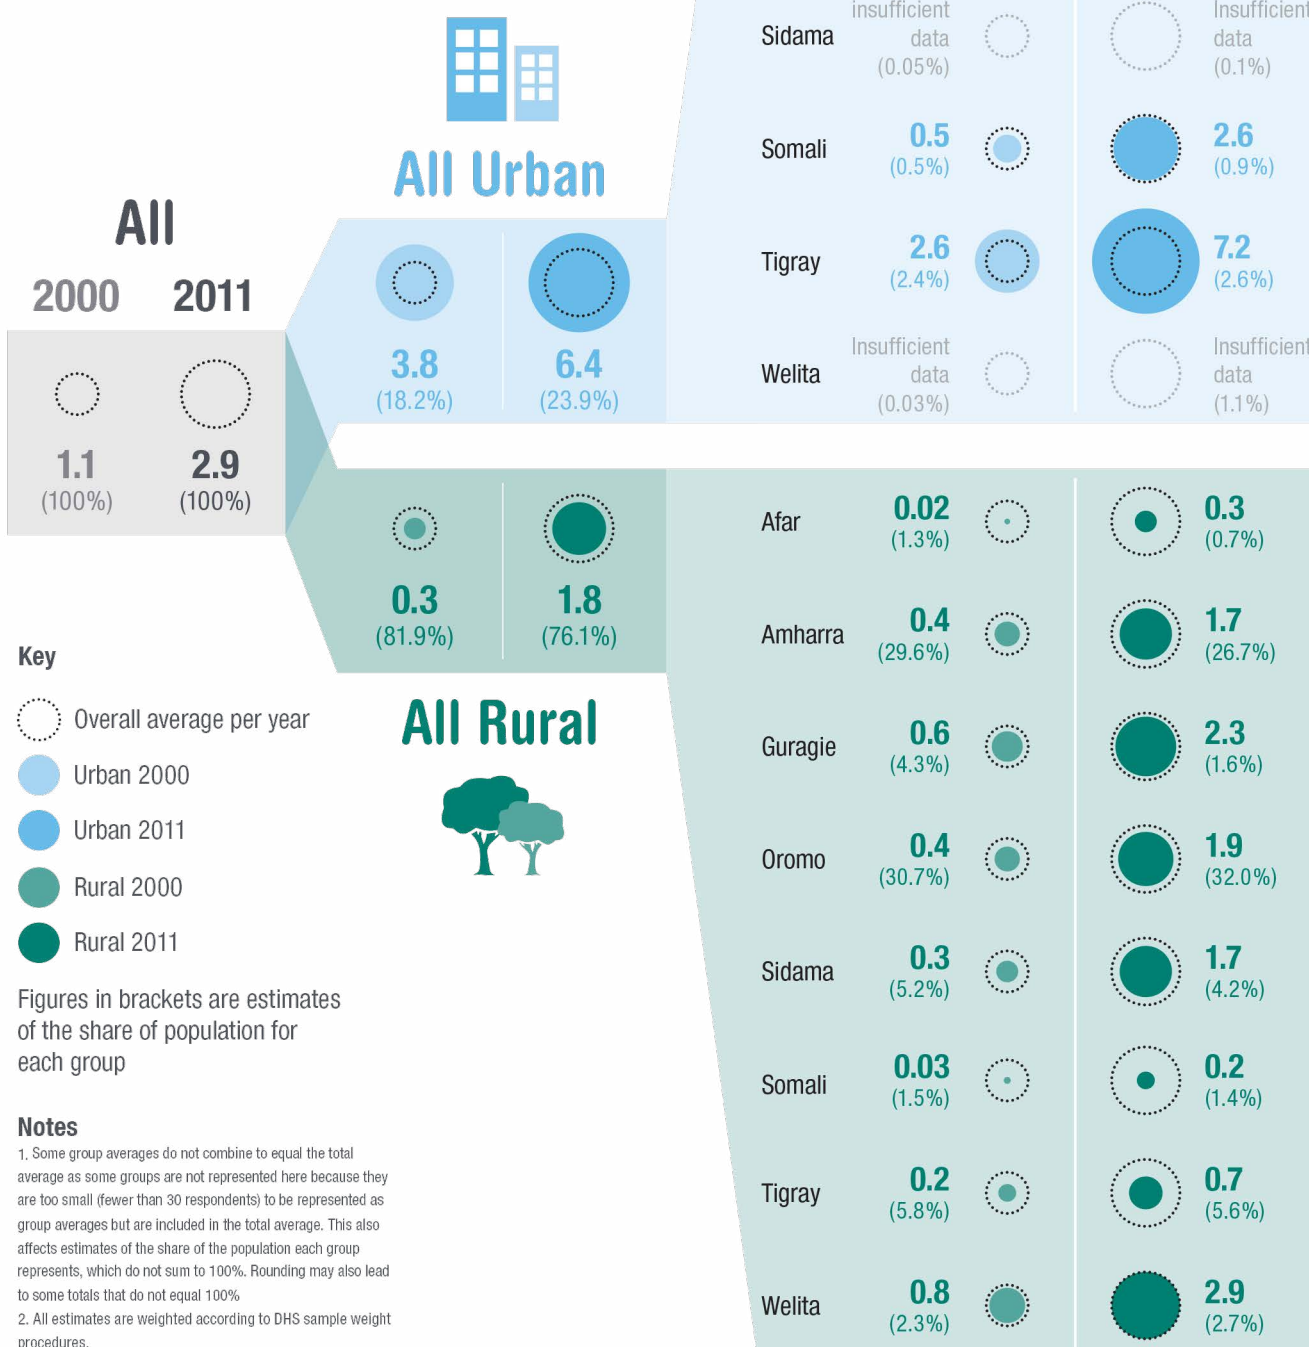 All
2000 2011
1.1 2.9
(100%) (100%)
All Urban
3.8 6.4
(18.2%) (23.9%)
0.3 1.8
(81.9%) (76.1%)
All Rural
Key
Overall average per year
Urban 2000
Urban 2011
Rural 2000
Rural 2011
Figures in brackets are estimates
of the share of population for
each group
Notes
1. Some group averages do not combine to equal the total
average as some groups are not represented here because they
are too small (fewer than 30 respondents) to be represented as
group averages but are included in the total average. This also
affects estimates of the share of the population each group
represents, which do not sum to 100%. Rounding may also lead
to some totals that do not equal 100%
2. All estimates are weighted according to DHS sample weight
procedures.
insufficient Insufficient
Sidama data data
(0.05%) (0.1%)
Somali 0.5 2.6
(0.5%) (0.9%)
Tigray 2.6 7.2
(2.4%) (2.6%)
Insufficient Insufficient
Welita data data
(0.03%) (1.1%)
Afar 0.02 0.3
(1.3%) (0.7%)
Amharra 0.4 1.7
(29.6%) (26.7%)
Guragie 0.6 2.3
(4.3%) (1.6%)
Oromo 0.4 1.9
(30.7%) (32.0%)
Sidama 0.3 1.7
(5.2%) (4.2%)
Somali 0.03 0.2
(1.5%) (1.4%)
Tigray 0.2 0.7
(5.8%) (5.6%)
Welita 0.8 2.9
(2.3%) (2.7%)